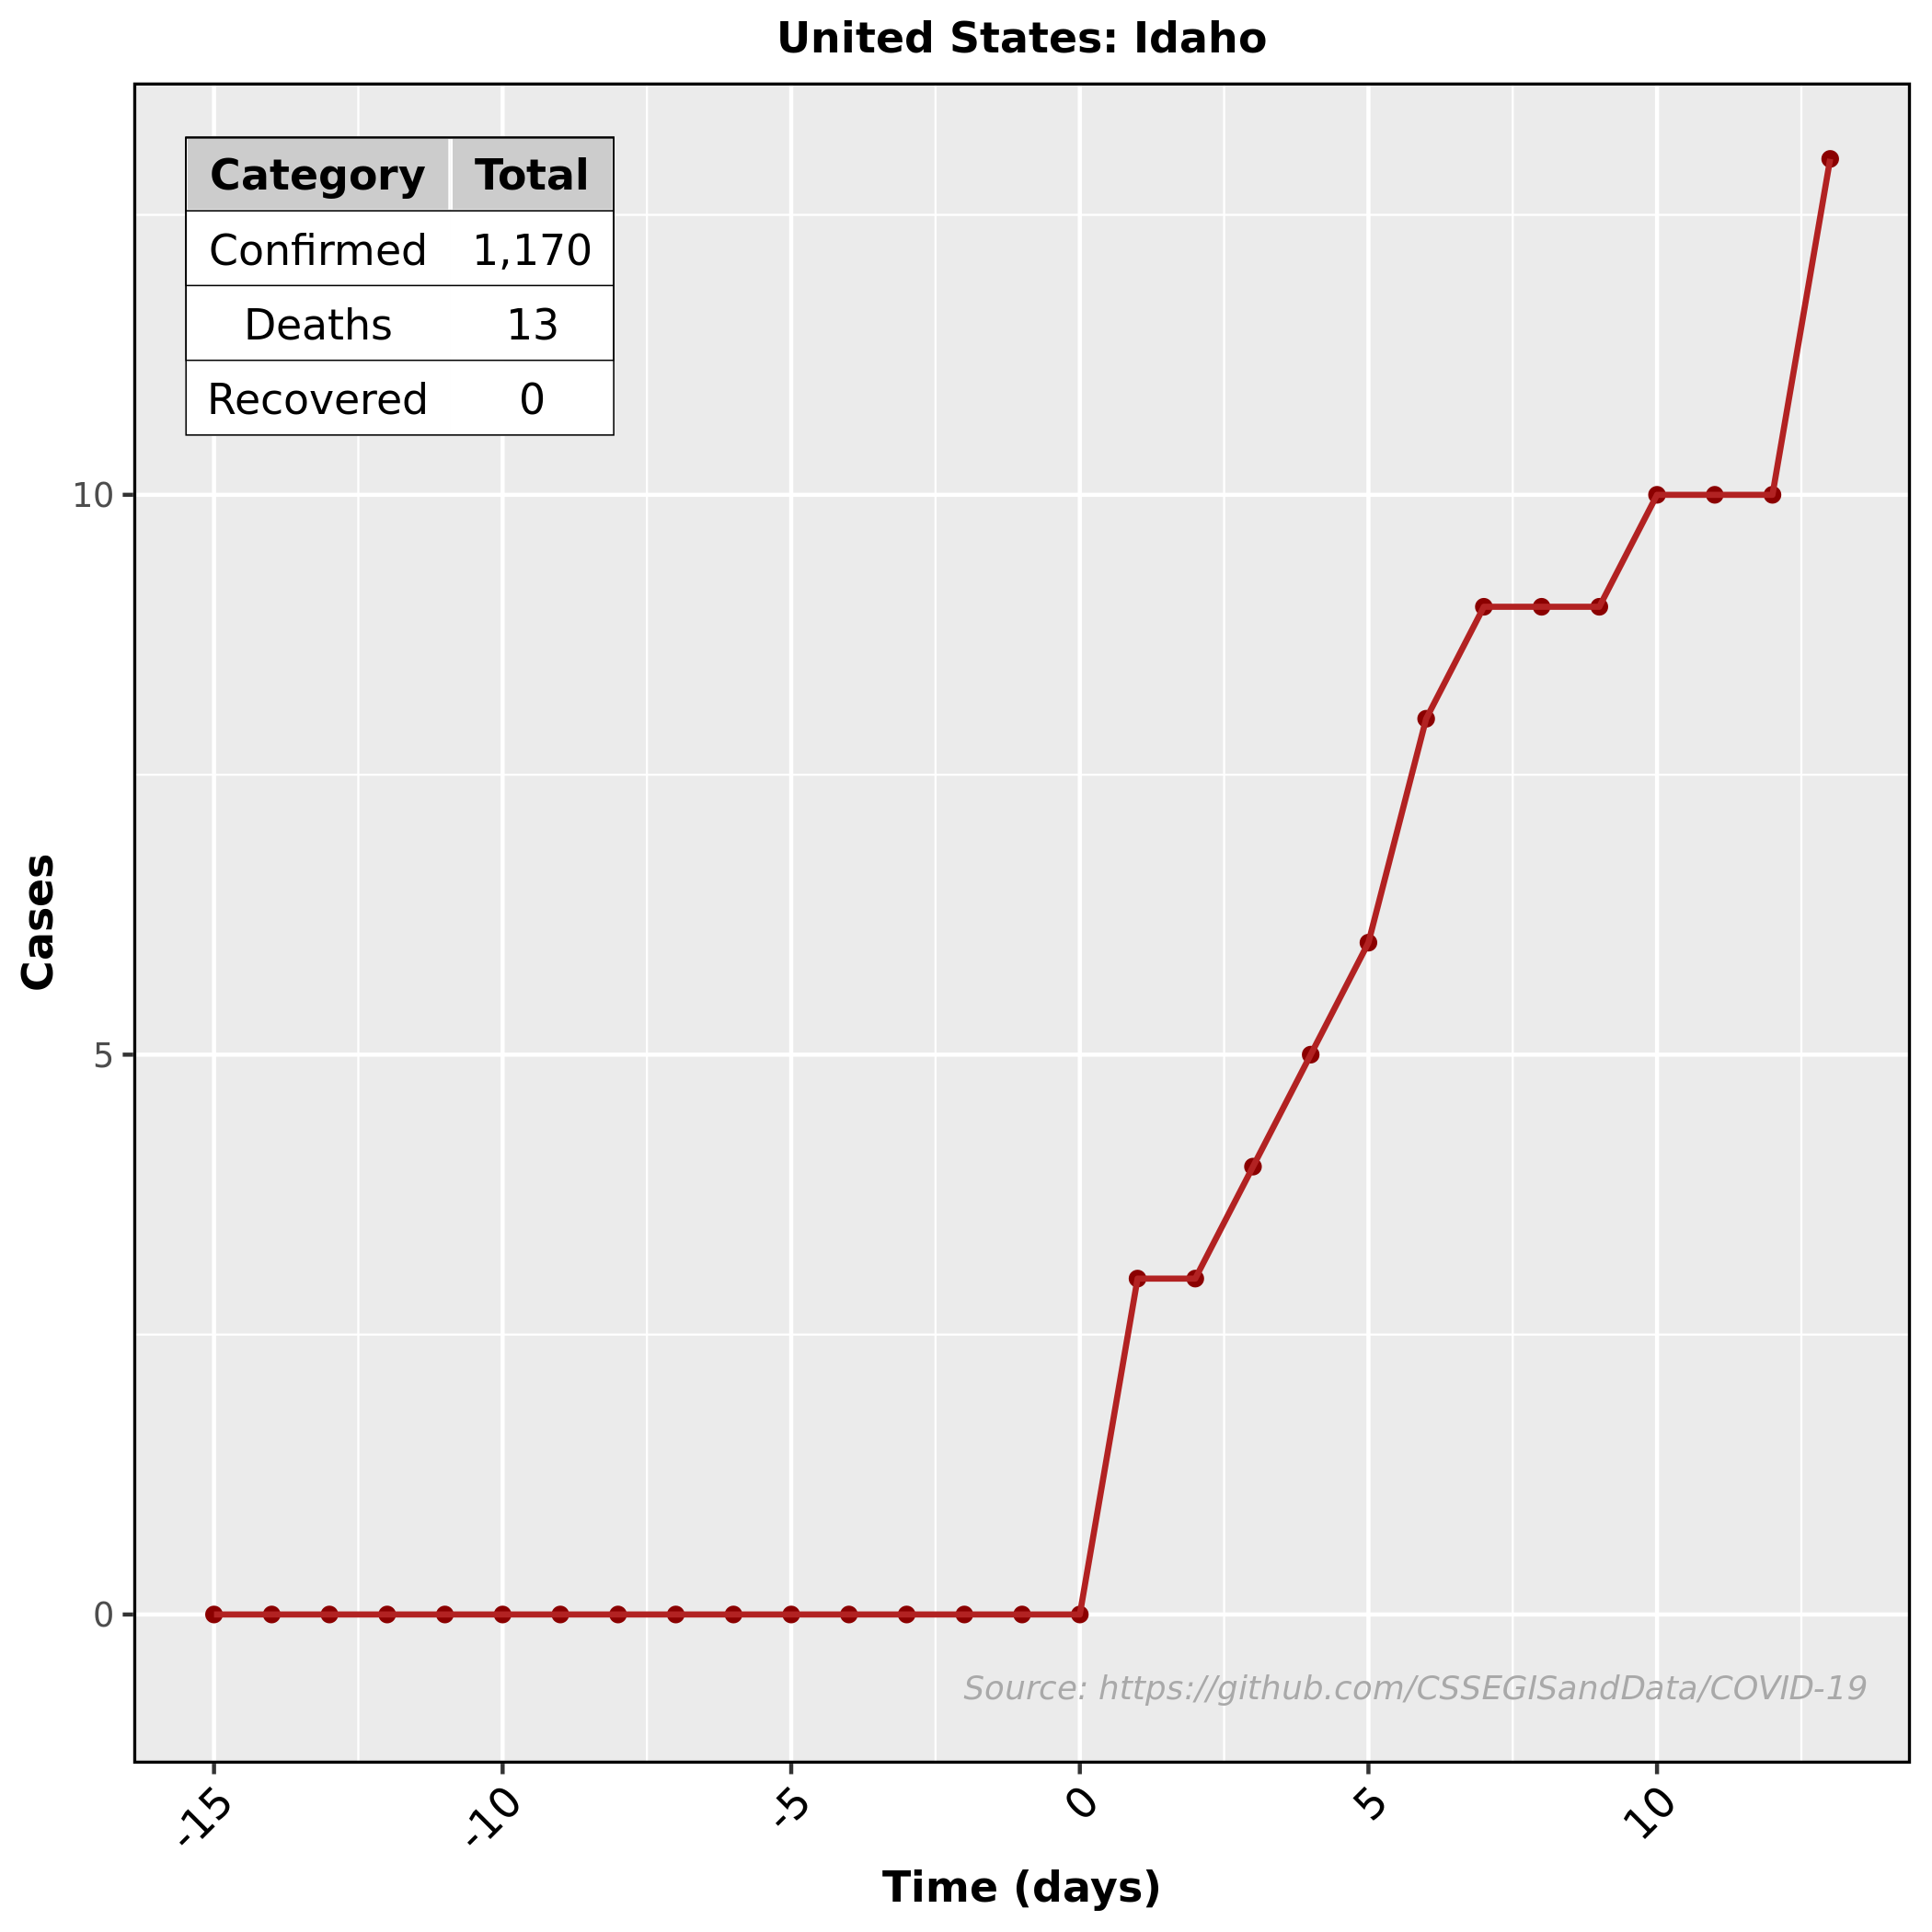 United States: Idaho
Category Total
Confirmed 1,170
Deaths 13
Recovered 0
10
5
0
Cases
Source: https://github.com/CSSEGISandData/COVID-19
-15 -10 -5 0 5 10
Time (days)